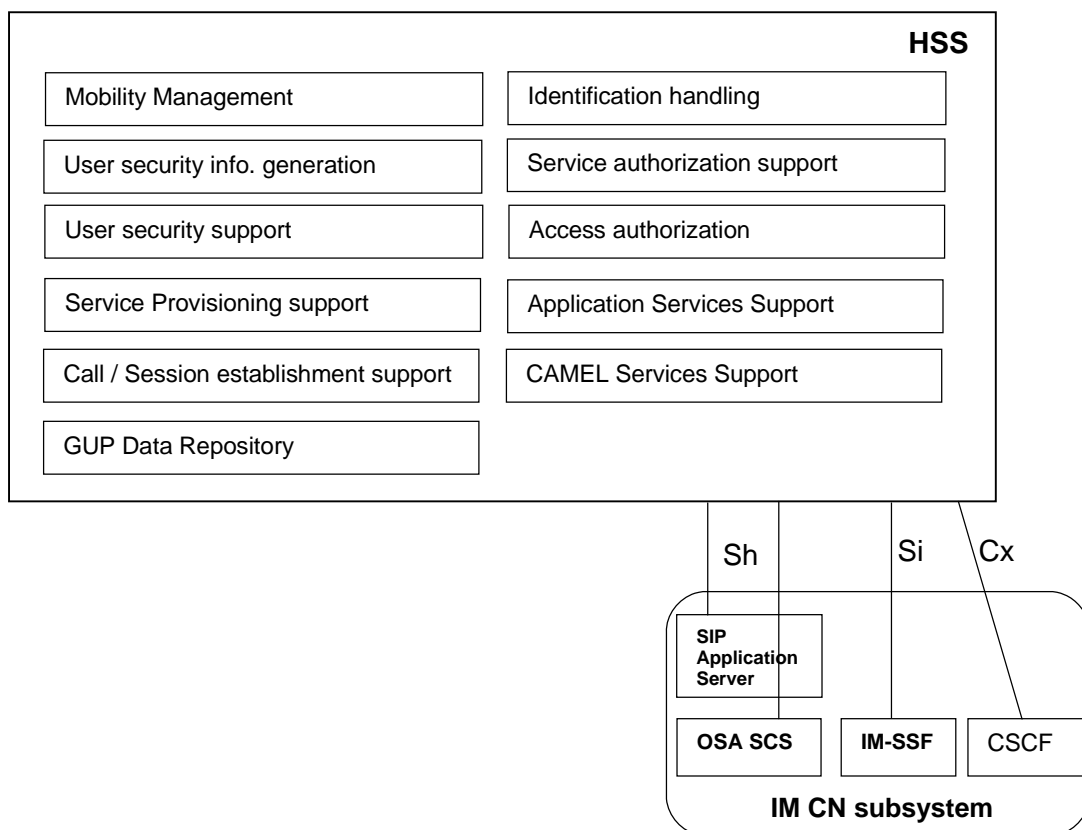 HSS
Mobility Management
Identification handling
User security info. generation
Service authorization support
User security support
Access authorization
Service Provisioning support
Application Services Support
Call / Session establishment support
CAMEL Services Support
GUP Data Repository
Sh
Si
Cx
SIP
Application
Server
OSA SCS
IM-SSF
CSCF
IM CN subsystem